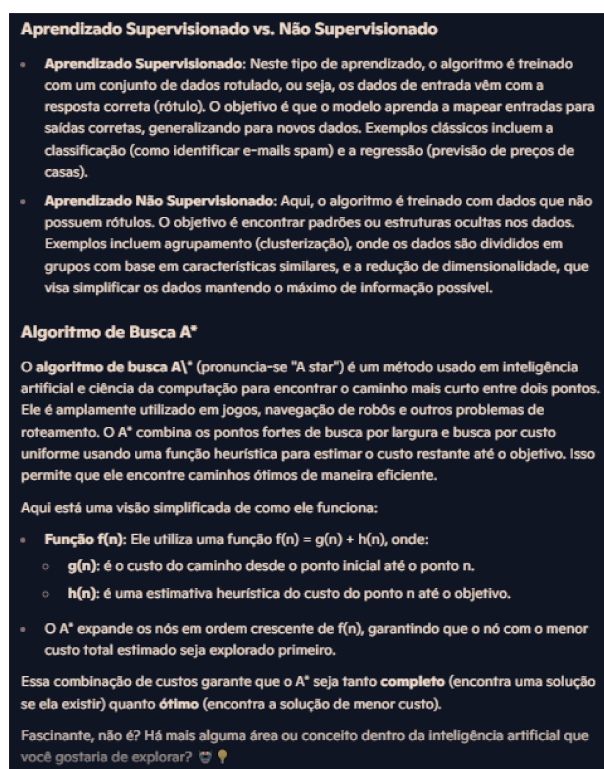 Aprendizado Supervisionado vs. Não Supervisionado
• Aprendizado Supervisionado: Neste tipo de aprendizado, o algoritmo é treinado
com um conjunto de dados rotulado, ou seja, os dados de entrada vêm com a
resposta correta (rótulo). O objetivo é que o modelo aprenda a mapear entradas para
saídas corretas, generalizando para novos dados. Exemplos clássicos incluem a
classificação (como identificar e-mails spam) e a regressão (previsão de preços de
casas).
• Aprendizado Não Supervisionado: Aqui, o algoritmo é treinado com dados que não
possuem rótulos. O objetivo é encontrar padrões ou estruturas ocultas nos dados.
Exemplos incluem agrupamento (clusterização), onde os dados são divididos em
grupos com base em características similares, e a redução de dimensionalidade, que
visa simplificar os dados mantendo o máximo de informação possível.
Algoritmo de Busca A*
O algoritmo de busca A\* (pronuncia-se "A star") é um método usado em inteligência
artificial e ciência da computação para encontrar o caminho mais curto entre dois pontos.
Ele é amplamente utilizado em jogos, navegação de robôs e outros problemas de
roteamento. O A* combina os pontos fortes de busca por largura e busca por custo
uniforme usando uma função heurística para estimar o custo restante até o objetivo. Isso
permite que ele encontre caminhos ótimos de maneira eficiente.
Aqui está uma visão simplificada de como ele funciona:
• Função f(n): Ele utiliza uma função f(n) = g(n) + h(n), onde:
◦ g(n): é o custo do caminho desde o ponto inicial até o ponto n.
◦ h(n): é uma estimativa heurística do custo do ponto n até o objetivo.
• O A* expande os nós em ordem crescente de f(n), garantindo que o nó com o menor
custo total estimado seja explorado primeiro.
Essa combinação de custos garante que o A* seja tanto completo (encontra uma solução
se ela existir) quanto ótimo (encontra a solução de menor custo).
Fascinante, não é? Há mais alguma área ou conceito dentro da inteligência artificial que
você gostaria de explorar? 🤖💡